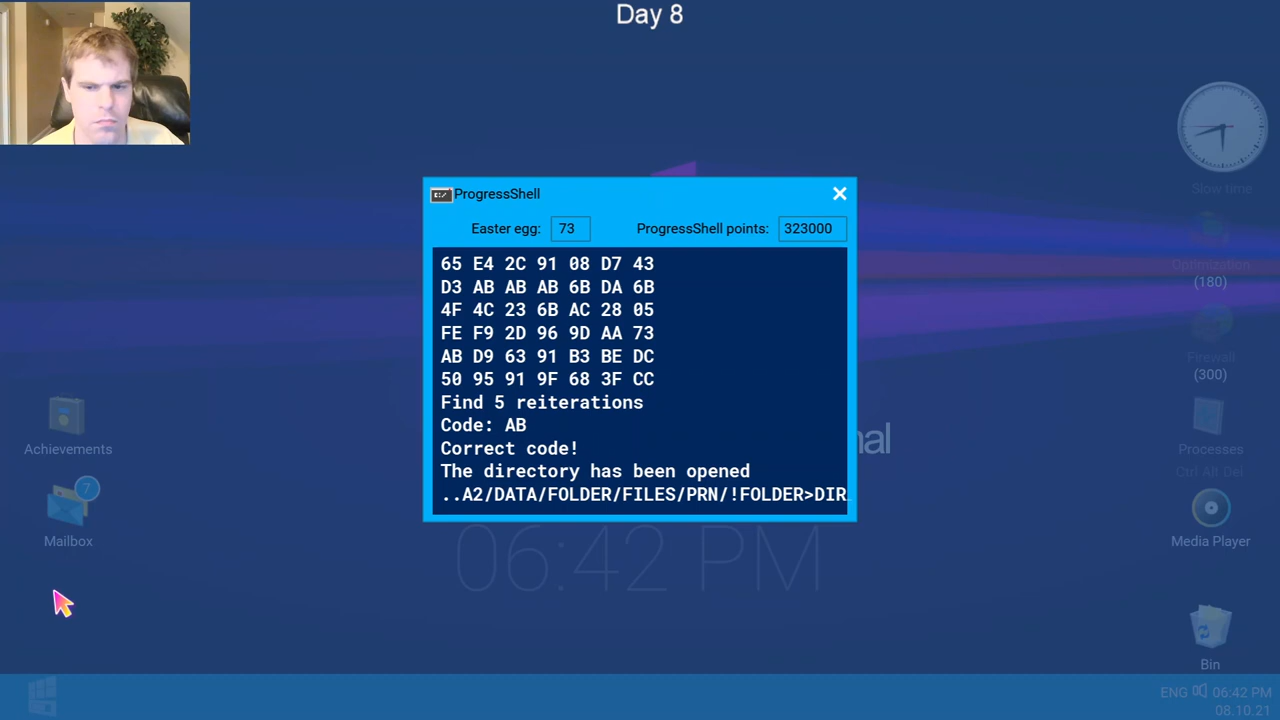 Day 8
ProgressShell
Easter egg: 73 ProgressShell points: 323000
65 E4 2C 91 08 D7 43
D3 AB AB AB 6B DA 6B
4F 4C 23 6B AC 28 05
FE F9 2D 96 9D AA 73
AB D9 63 91 B3 BE DC
50 95 91 9F 68 3F CC
Find 5 reiterations
Code: AB
Correct code!
The directory has been opened
..A2/DATA/FOLDER/FILES/PRN/!FOLDER>DIR
Achievements
7
Mailbox
Slow time
Optimization
(180)
Firewall
(300)
Processes
Ctrl Alt Del
Media Player
Bin
nal
06:42 PM
ENG 06:42 PM
08.10.21